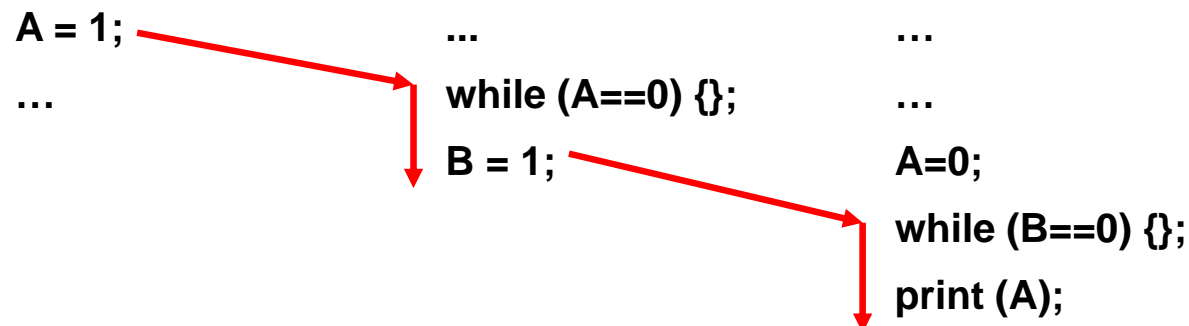 A = 1;
…
...
while (A==0) {};
B = 1;
…
…
A=0;
while (B==0) {};
print (A);